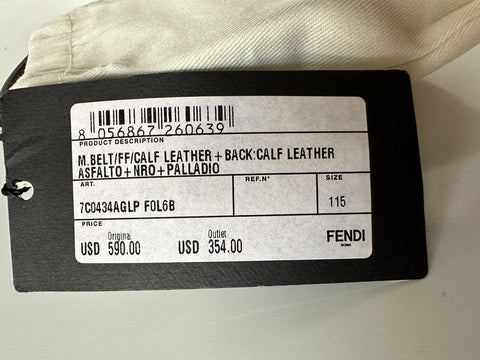 8 056867 260639
PRODUCT DESCRIPTION
M.BELT/FF/CALF LEATHER+BACK:CALF LEATHER
ASFALTO+NRO+PALLADIO
ART. REF.N° SIZE
7C0434AGLP F0L6B 115
PRICE
Original Outlet
USD 590.00 USD 354.00 FENDI
ROMA